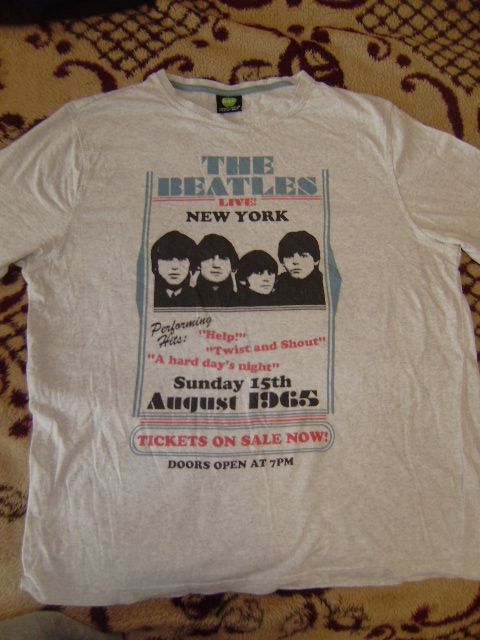 THE
BEATLES
LIVE!
NEW YORK
Performing
Hits:
"Help!"
"Twist and Shout"
"A hard day's night"
Sunday 15th
August 1965
TICKETS ON SALE NOW!
DOORS OPEN AT 7PM